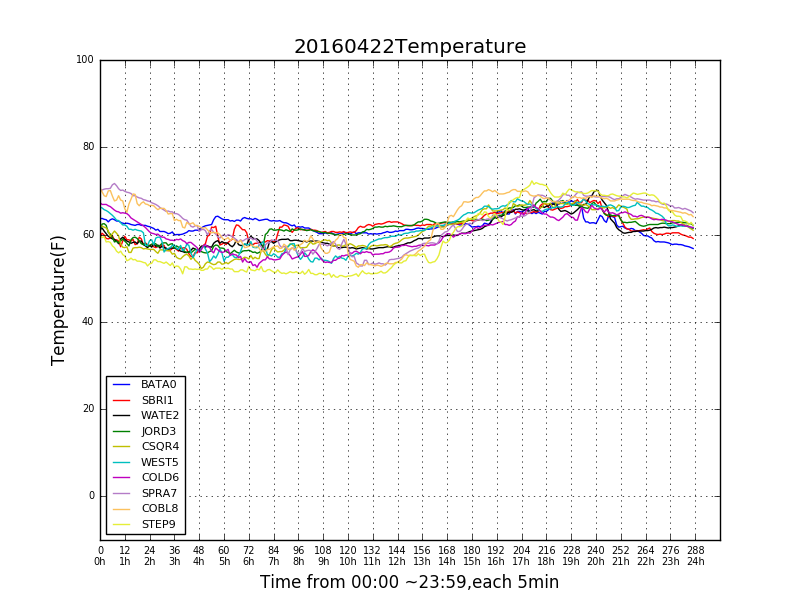 20160422Temperature
100
80
60
40
20
0
Temperature(F)
BATA0
SBRI1
WATE2
JORD3
CSQR4
WEST5
COLD6
SPRA7
COBL8
STEP9
0 12 24 36 48 60 72 84 96 108 120 132 144 156 168 180 192 204 216 228 240 252 264 276 288
0h 1h 2h 3h 4h 5h 6h 7h 8h 9h 10h 11h 12h 13h 14h 15h 16h 17h 18h 19h 20h 21h 22h 23h 24h
Time from 00:00 ~23:59,each 5min